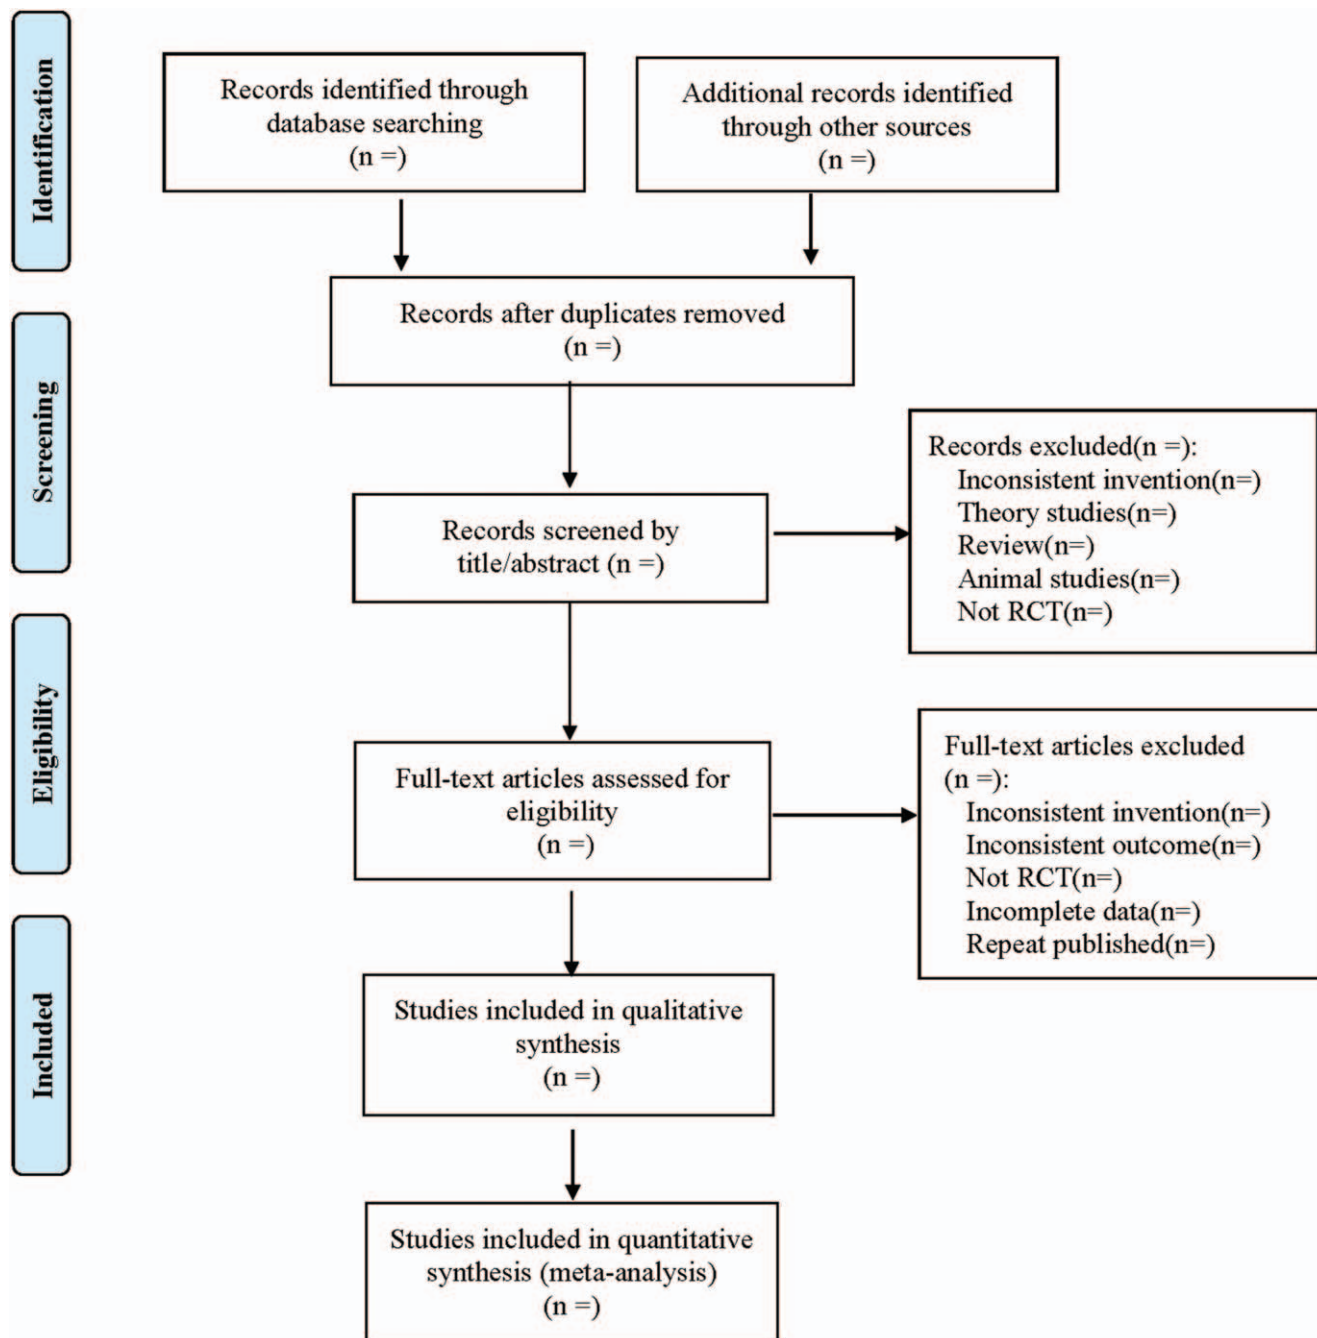 Identification
Records identified through
database searching
(n =)
Additional records identified
through other sources
(n =)
Records after duplicates removed
(n =)
Screening
Records screened by
title/abstract (n =)
Records excluded(n =):
Inconsistent invention(n=)
Theory studies(n=)
Review(n=)
Animal studies(n=)
Not RCT(n=)
Eligibility
Full-text articles assessed for
eligibility
(n =)
Full-text articles excluded
(n =):
Inconsistent invention(n=)
Inconsistent outcome(n=)
Not RCT(n=)
Incomplete data(n=)
Repeat published(n=)
Included
Studies included in qualitative
synthesis
(n =)
Studies included in quantitative
synthesis (meta-analysis)
(n =)